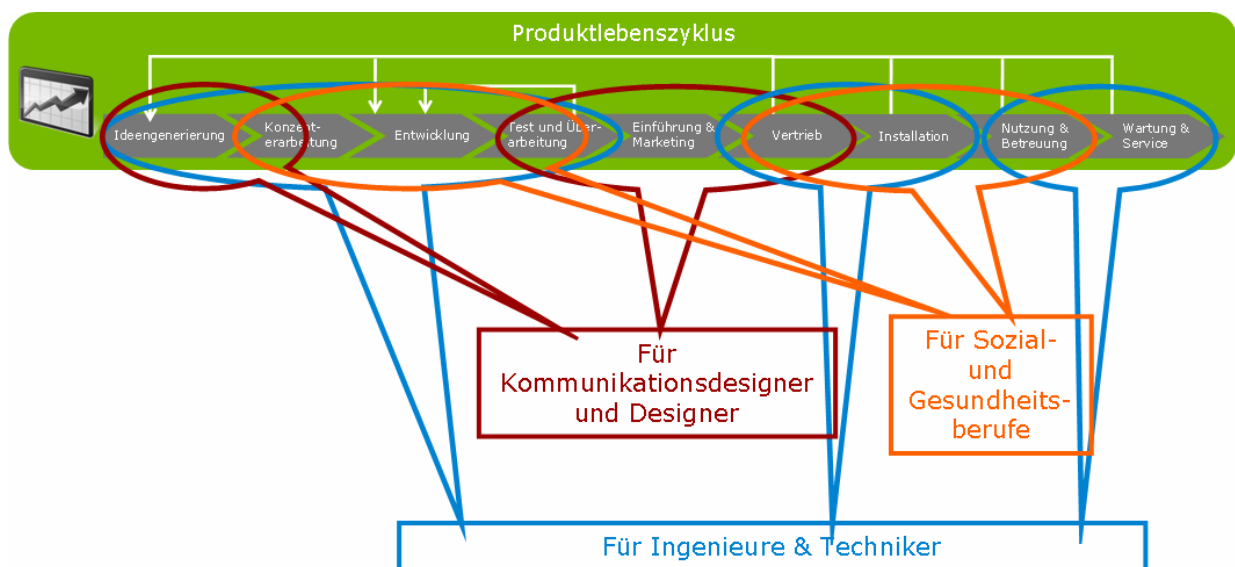 Produktlebenszyklus
Ideengenerierung
Konzept-
erarbeitung
Entwicklung
Test und Über-
arbeitung
Einführung &
Marketing
Vertrieb
Installation
Nutzung &
Betreuung
Wartung &
Service
Für
Kommunikationsdesigner
und Designer
Für Sozial-
und
Gesundheits-
berufe
Für Ingenieure & Techniker